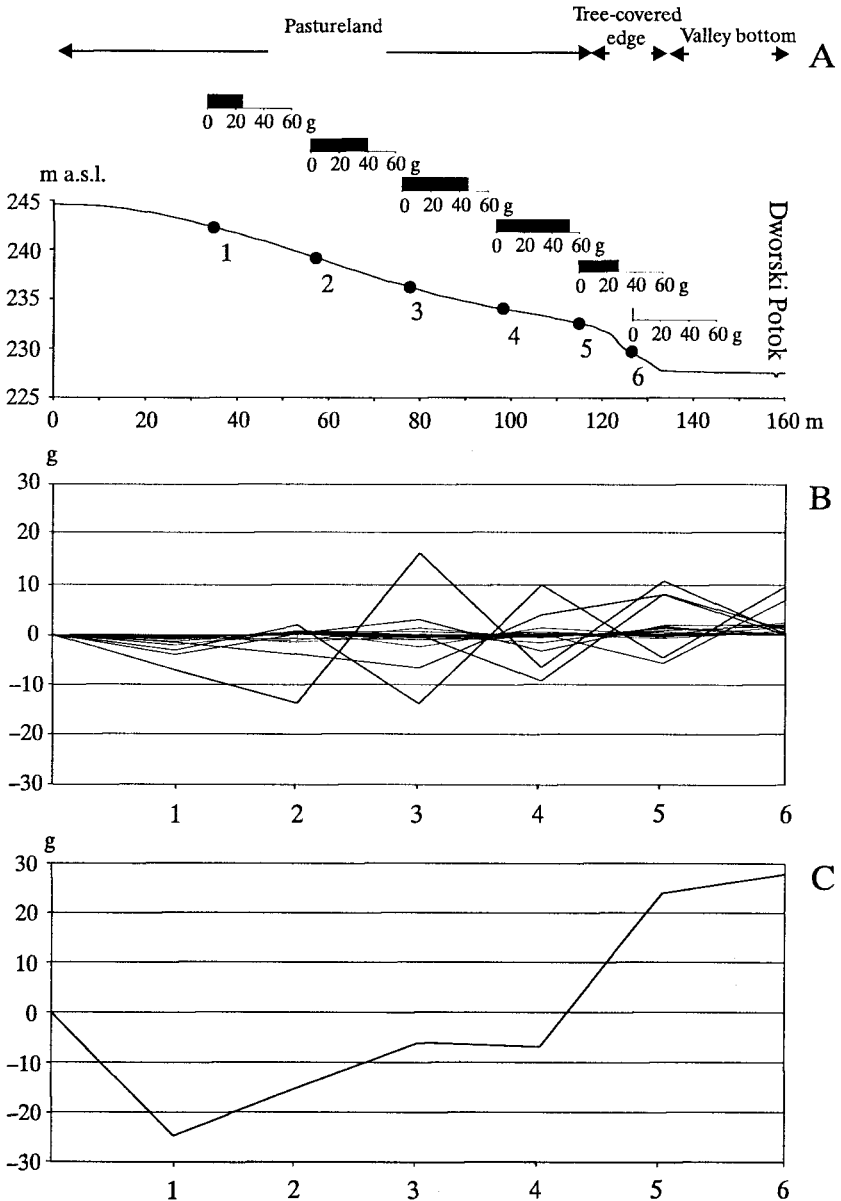 Pastureland
Tree-covered
edge
Valley bottom
A
0 20 40 60 g
0 20 40 60 g
m a.s.l.
0 20 40 60 g
245
0 20 40 60 g
240
1
0 20 40 60 g
2
235
3
0 20 40 60 g
4
230
5
6
Dworski Potok
225
0 20 40 60 80 100 120 140 160 m
g
30
B
20
10
0
-10
-20
-30
1 2 3 4 5 6
g
30
C
20
10
0
-10
-20
-30
1 2 3 4 5 6